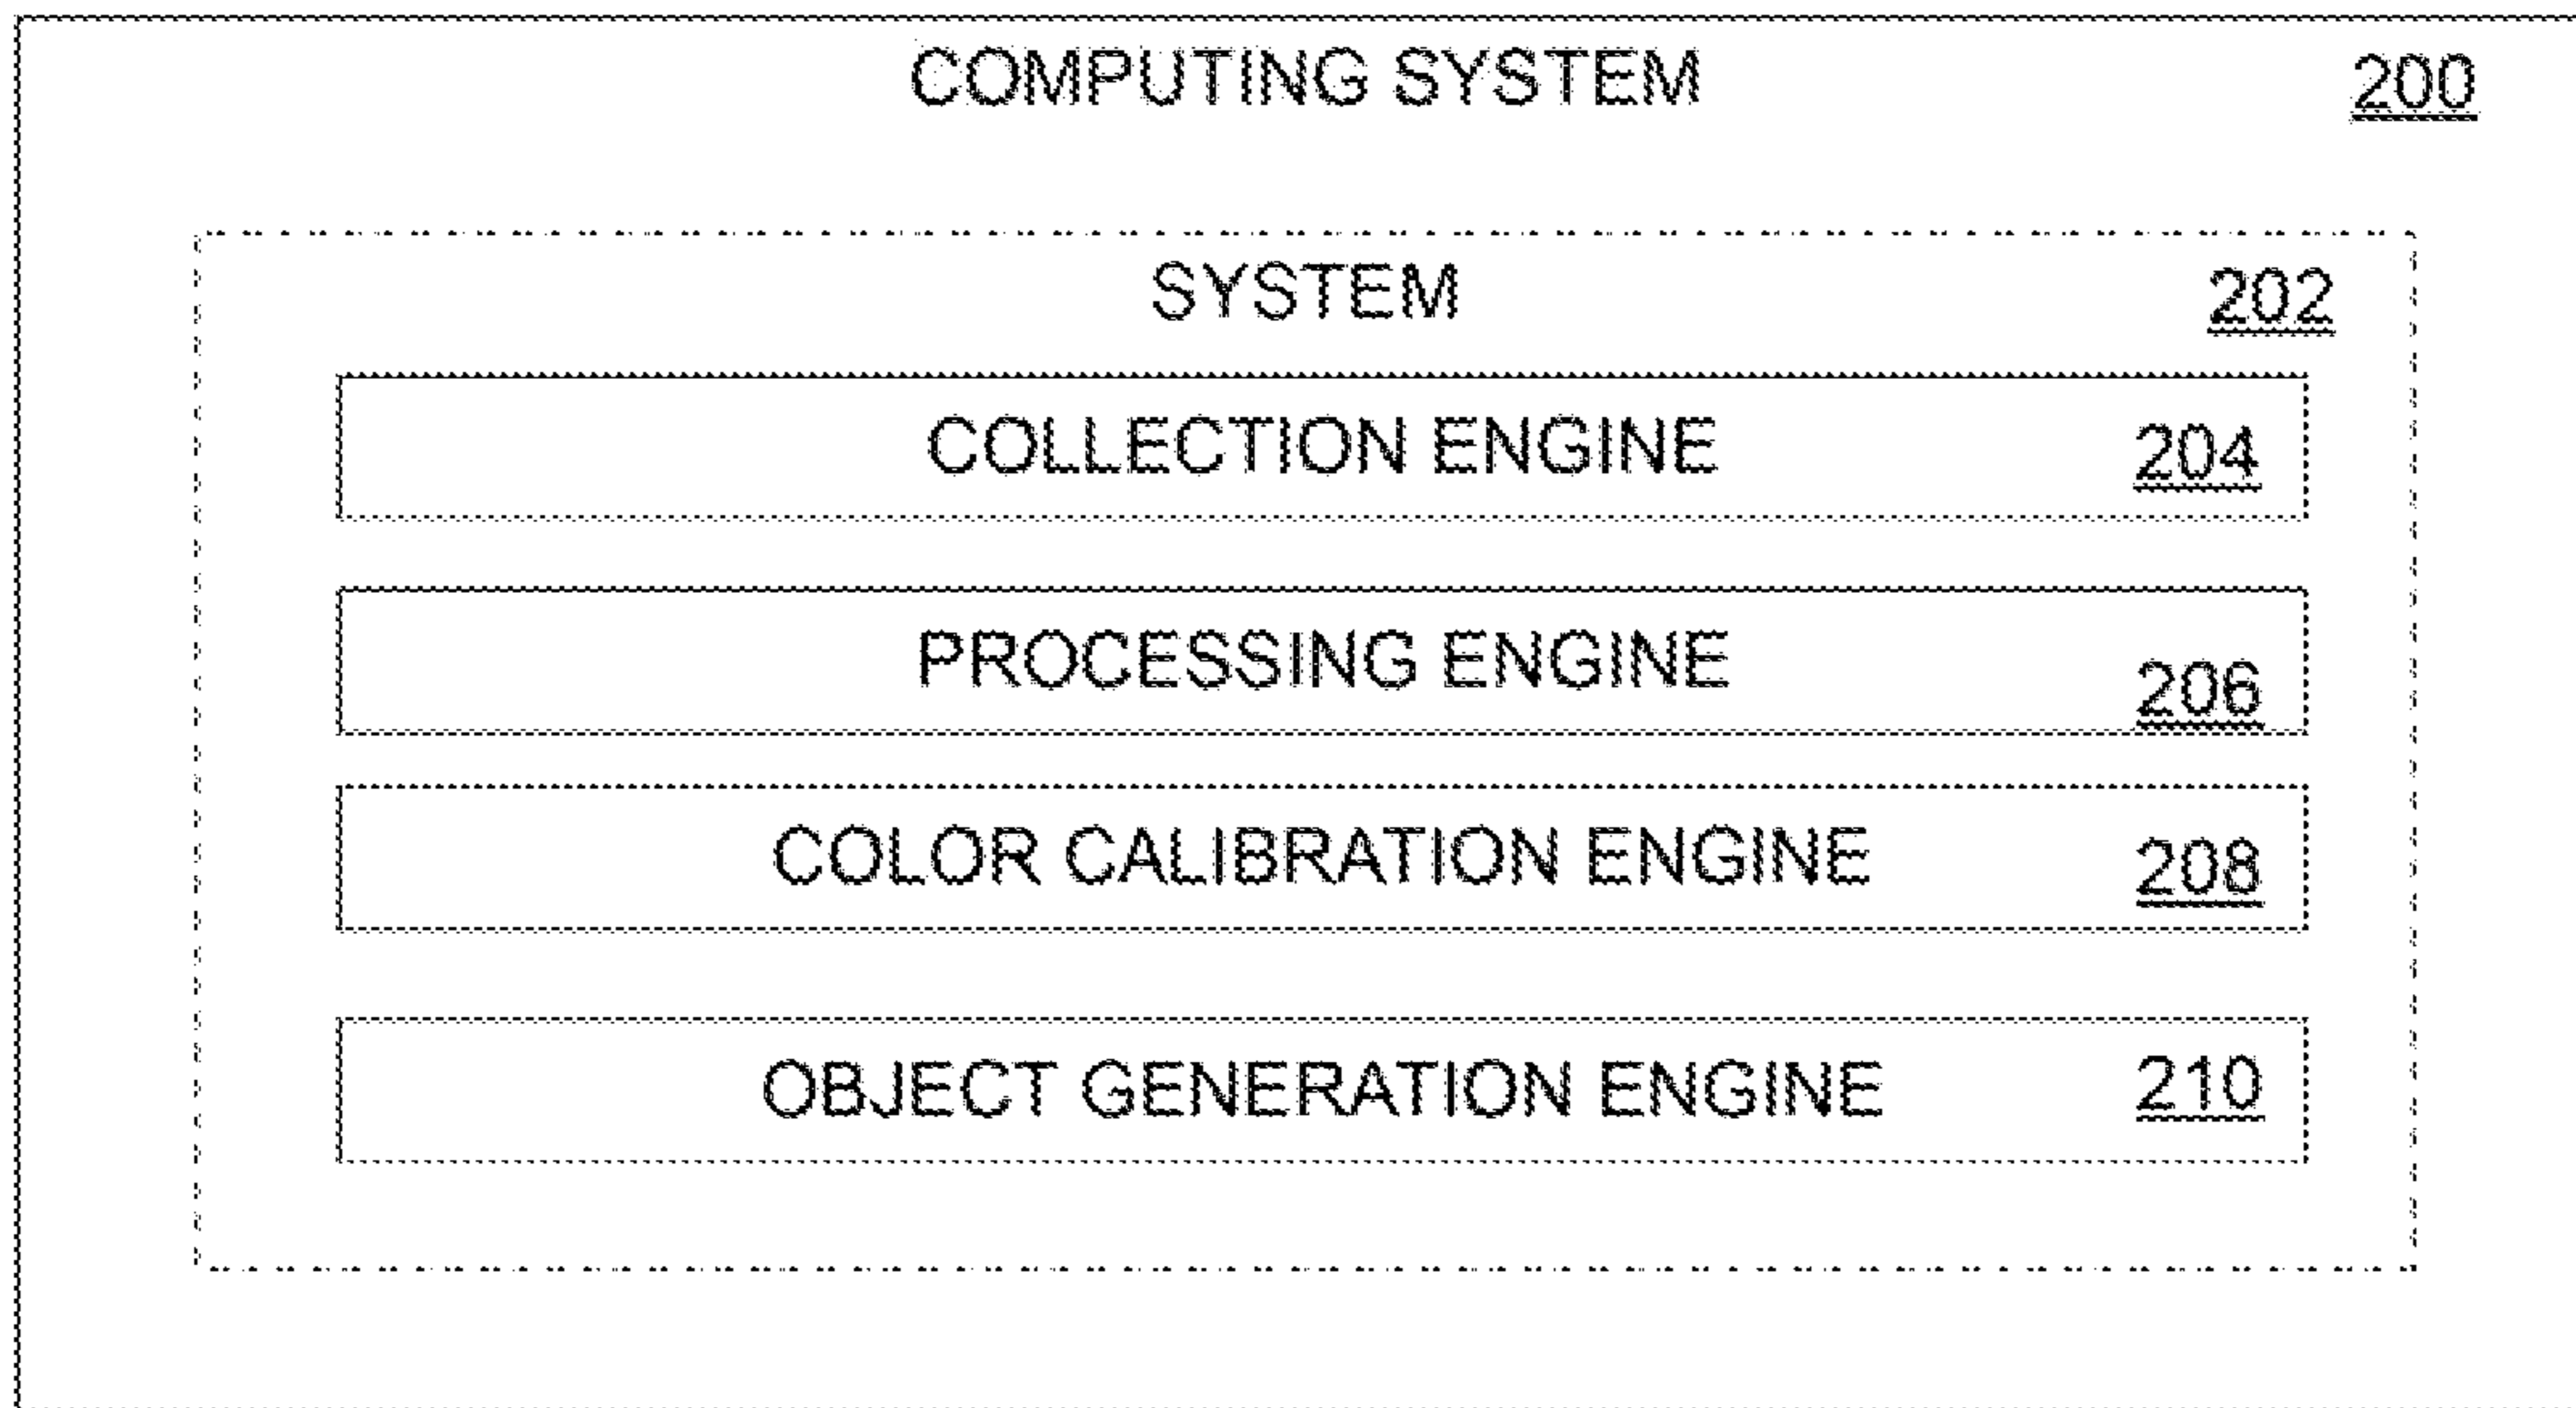 COMPUTING SYSTEM 200
SYSTEM 202
COLLECTION ENGINE 204
PROCESSING ENGINE 206
COLOR CALIBRATION ENGINE 208
OBJECT GENERATION ENGINE 210